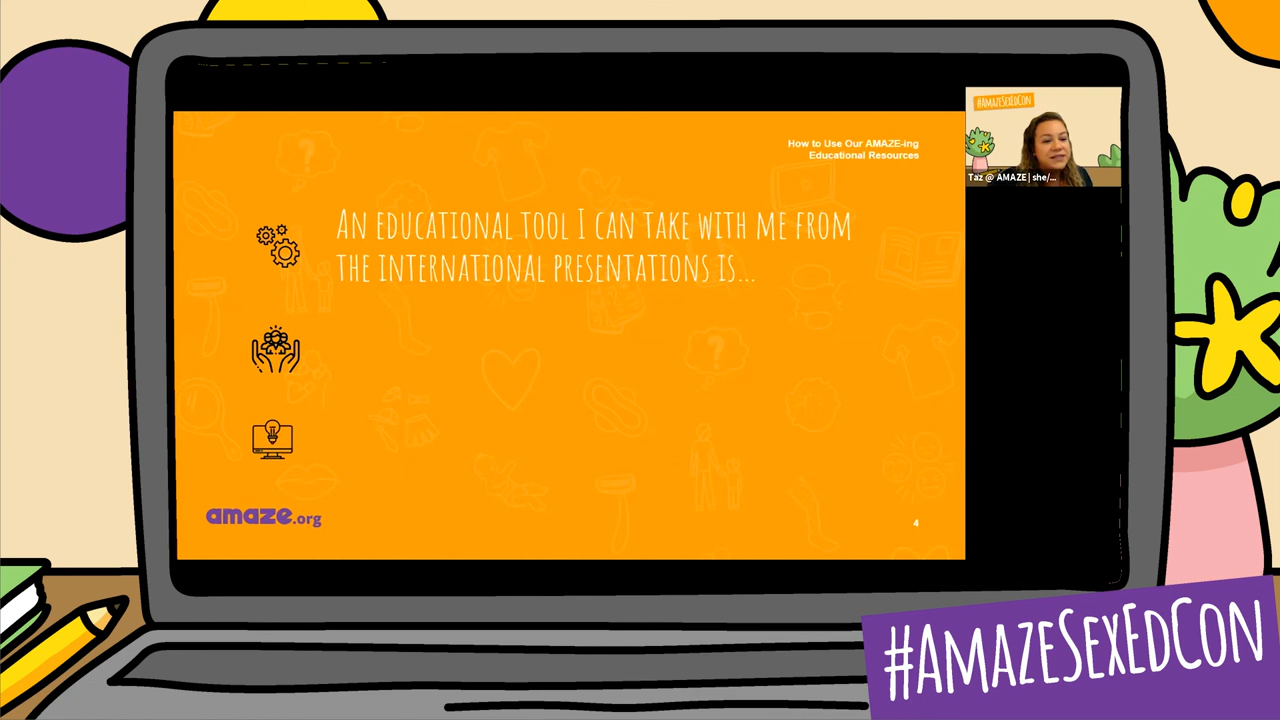 How to Use Our AMAZE-ing
Educational Resources
#AMAZESEXEDCON
Taz @ AMAZE | she/...
AN EDUCATIONAL TOOL I CAN TAKE WITH ME FROM
THE INTERNATIONAL PRESENTATIONS IS...
amaze.org
4
#AMAZESEXEDCON